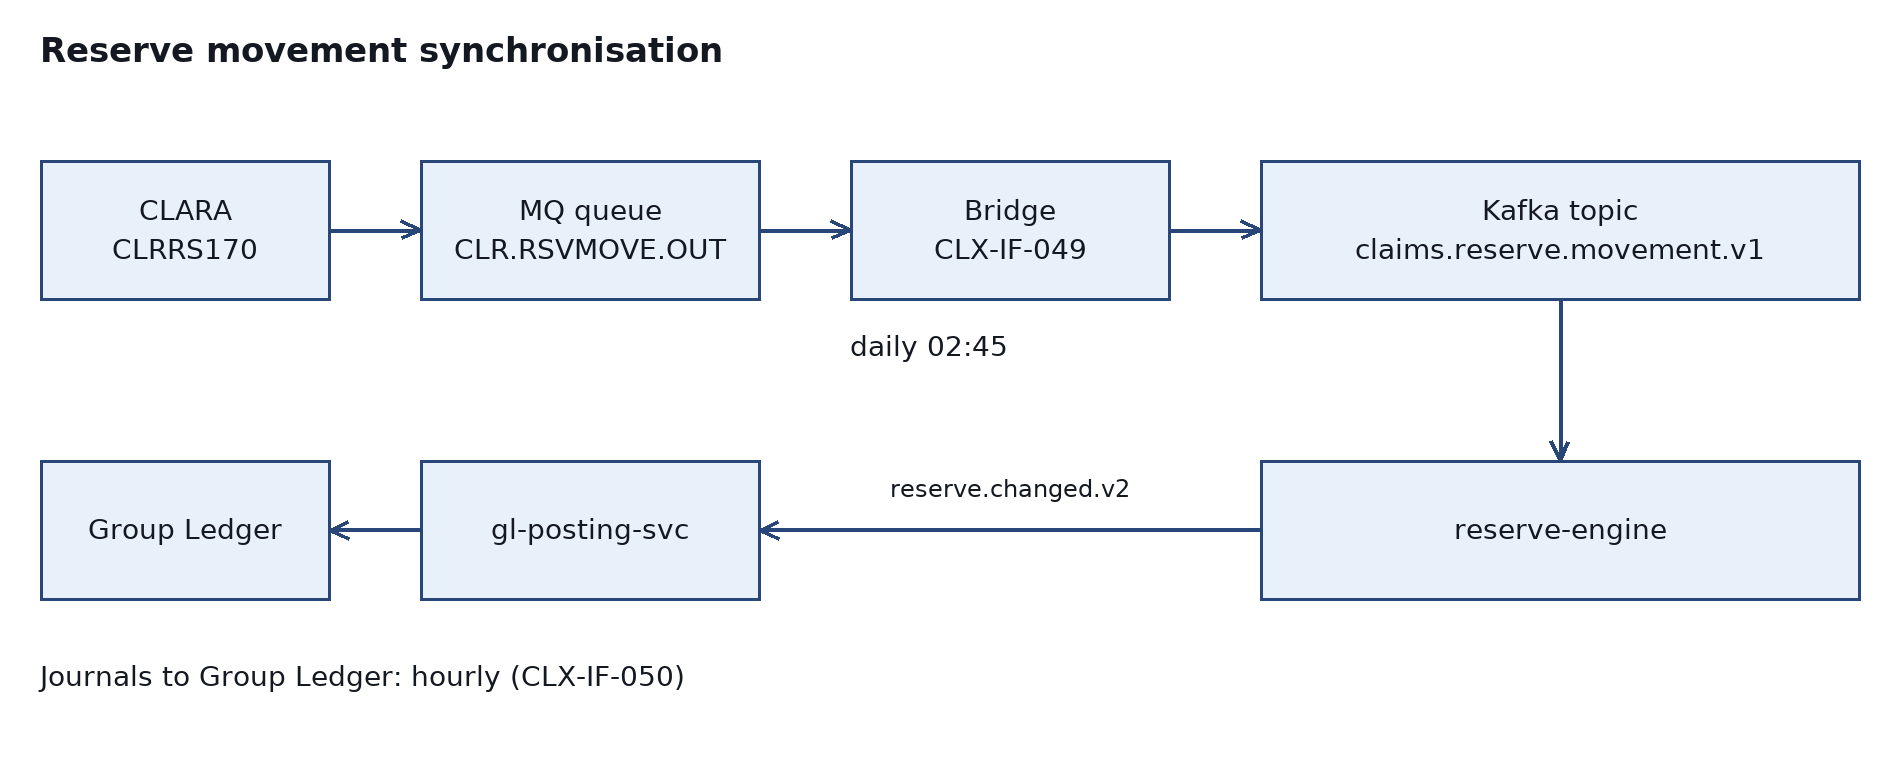 Reserve movement synchronisation
CLARA
CLRRS170
MQ queue
CLR.RSVMOVE.OUT
Bridge
CLX-IF-049
Kafka topic
claims.reserve.movement.v1
daily 02:45
Group Ledger
gl-posting-svc
reserve.changed.v2
reserve-engine
Journals to Group Ledger: hourly (CLX-IF-050)